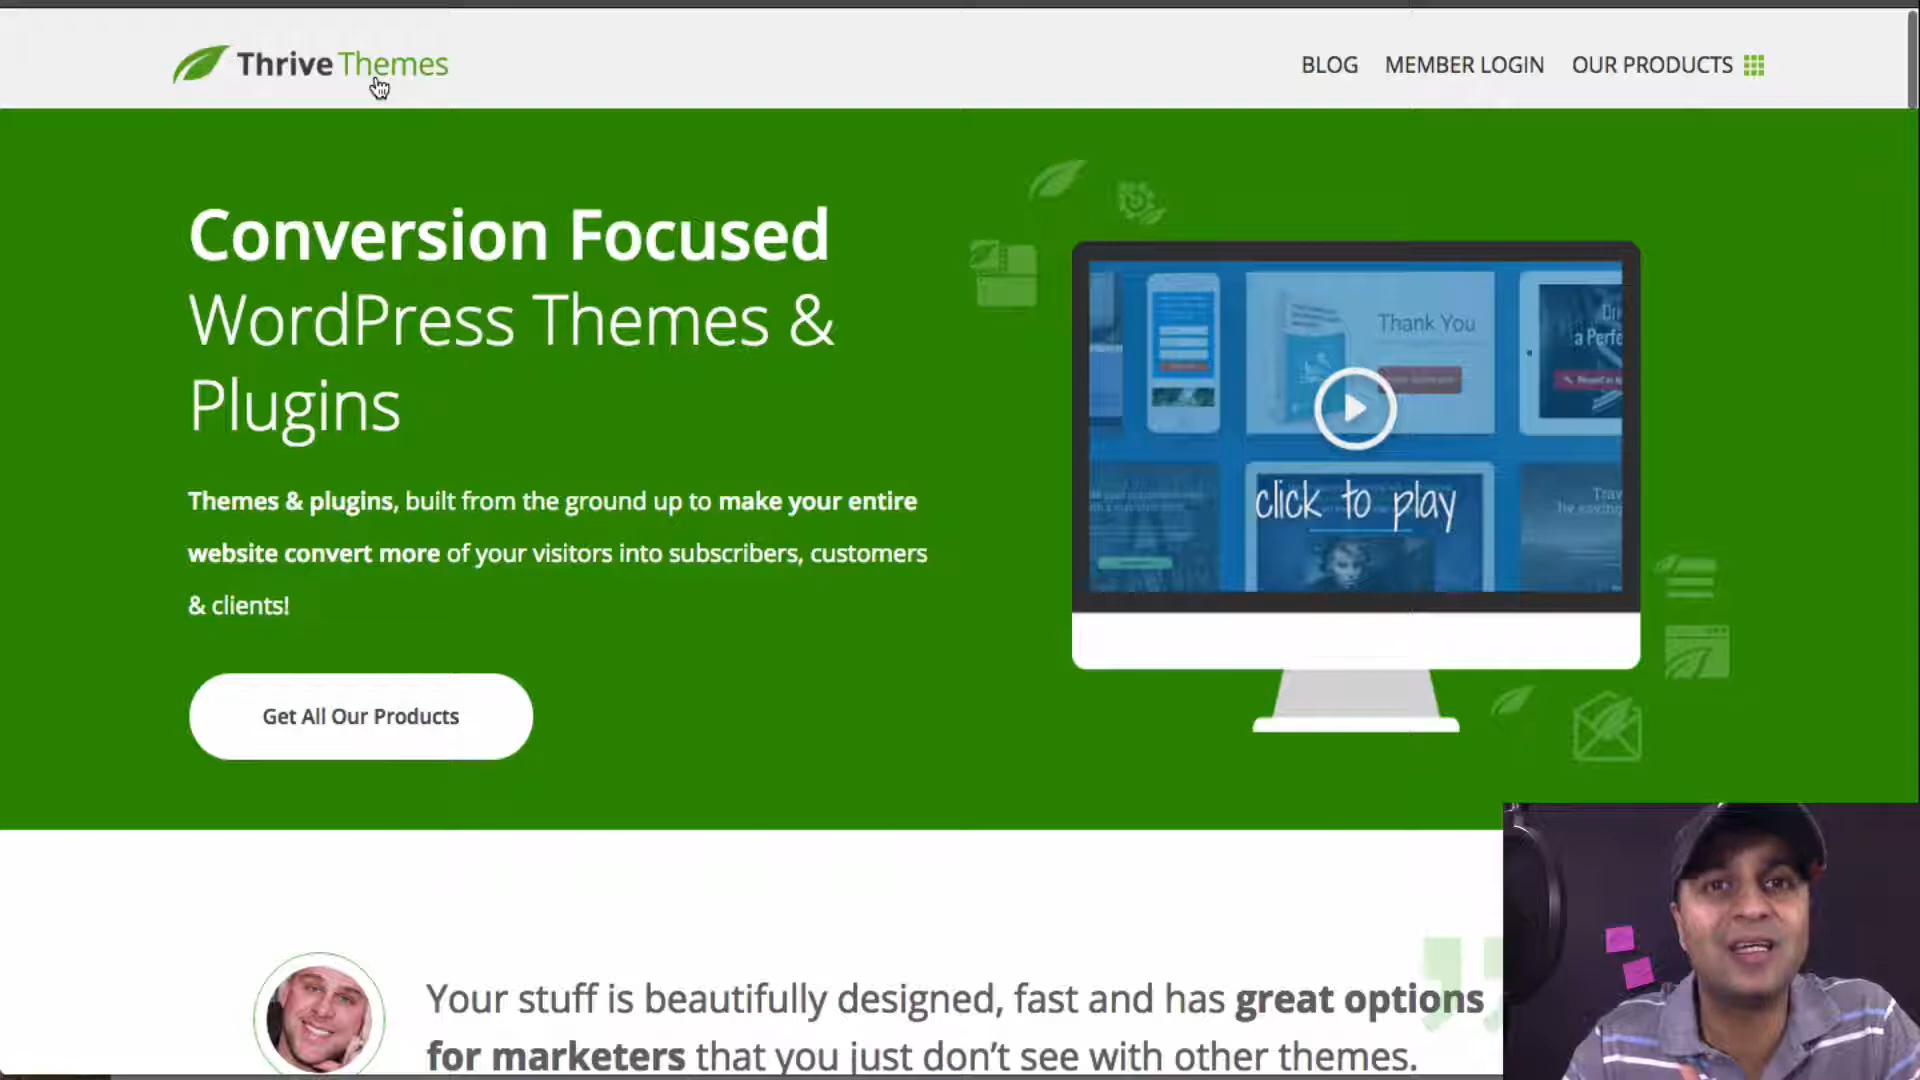 Thrive Themes
BLOG MEMBER LOGIN OUR PRODUCTS
Conversion Focused
WordPress Themes &
Plugins
Themes & plugins, built from the ground up to make your entire
website convert more of your visitors into subscribers, customers
& clients!
Get All Our Products
Thank You
a
click to play
Your stuff is beautifully designed, fast and has great options
for marketers that you just don't see with other themes.